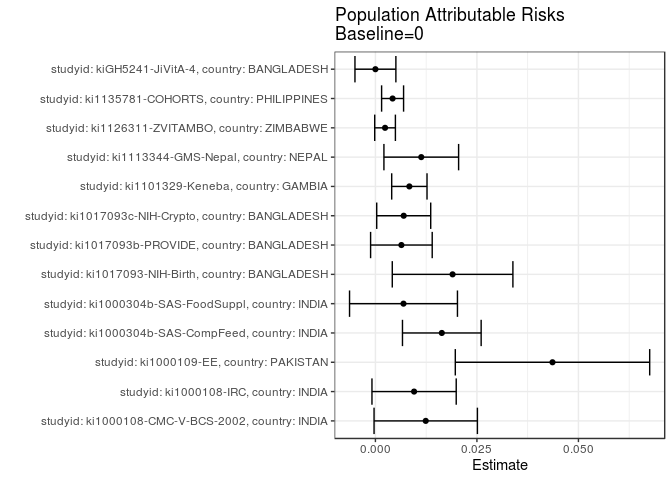 Population Attributable Risks
Baseline=0
studyid: kiGH5241-JiVitA-4, country: BANGLADESH
studyid: ki1135781-COHORTS, country: PHILIPPINES
studyid: ki1126311-ZVITAMBO, country: ZIMBABWE
studyid: ki1113344-GMS-Nepal, country: NEPAL
studyid: ki1101329-Keneba, country: GAMBIA
studyid: ki1017093c-NIH-Crypto, country: BANGLADESH
studyid: ki1017093b-PROVIDE, country: BANGLADESH
studyid: ki1017093-NIH-Birth, country: BANGLADESH
studyid: ki1000304b-SAS-FoodSuppl, country: INDIA
studyid: ki1000304b-SAS-CompFeed, country: INDIA
studyid: ki1000109-EE, country: PAKISTAN
studyid: ki1000108-IRC, country: INDIA
studyid: ki1000108-CMC-V-BCS-2002, country: INDIA
0.000 0.025 0.050
Estimate